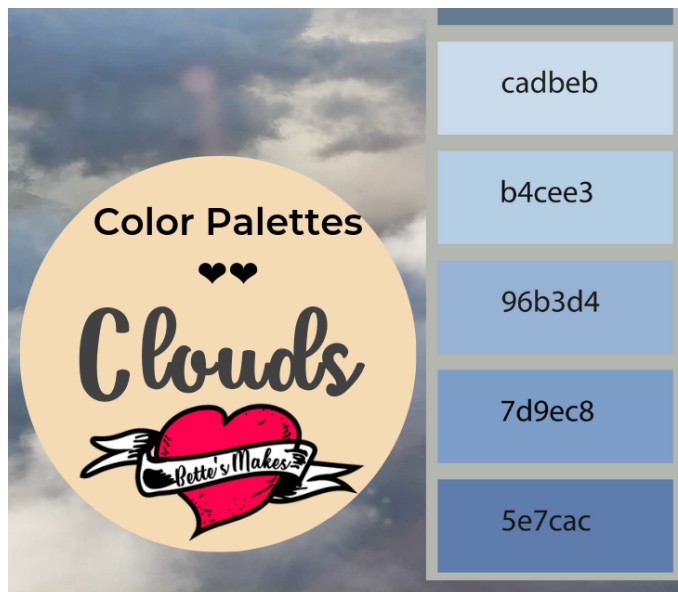 Color Palettes
❤❤
Clouds
Bette's Makes
cadbeb
b4cee3
96b3d4
7d9ec8
5e7cac